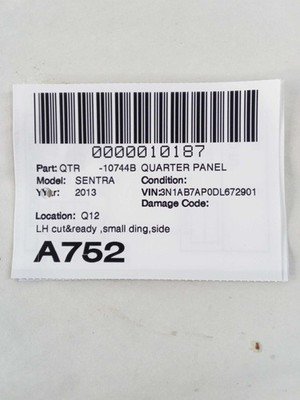 0000010187
Part: QTR -10744B QUARTER PANEL
Model: SENTRA Condition:
Year: 2013 VIN:3N1AB7AP0DL672901
Damage Code:
Location: Q12
LH cut&ready ,small ding,side
A752